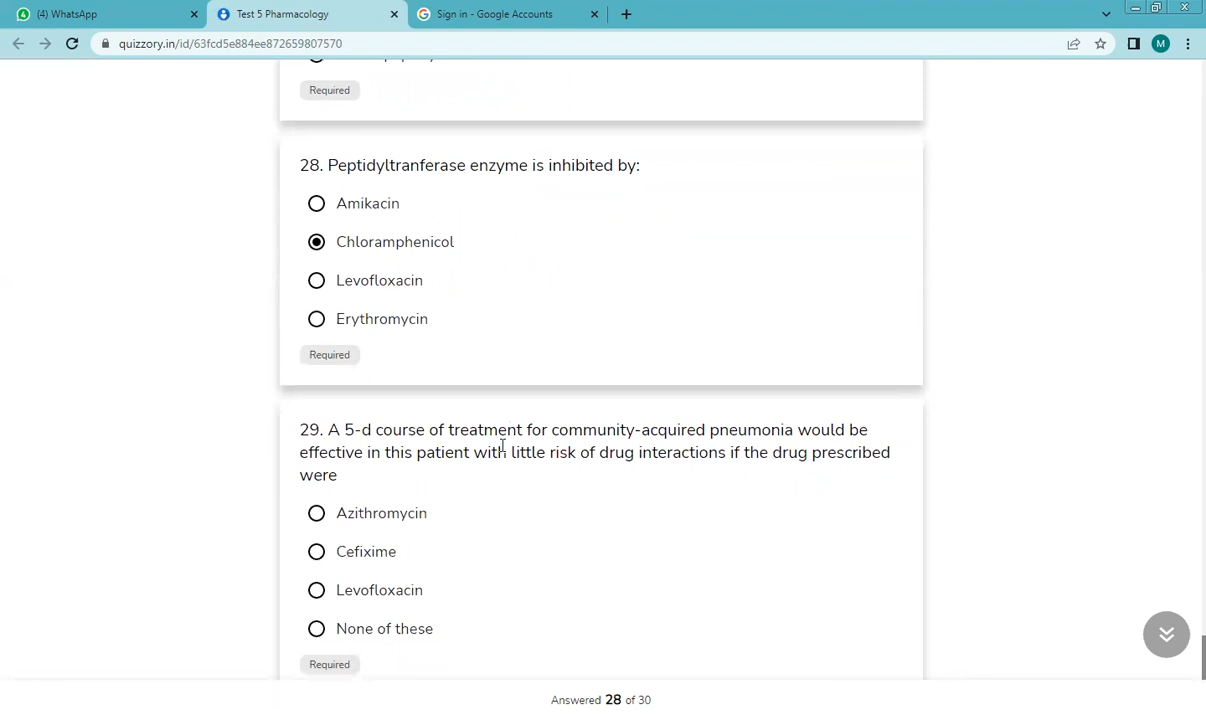 (4) WhatsApp
Test 5 Pharmacology
Sign in - Google Accounts
quizzory.in/id/63fcd5e884ee872659807570
M
Required
28. Peptidyltranferase enzyme is inhibited by:
Amikacin
Chloramphenicol
Levofloxacin
Erythromycin
Required
29. A 5-d course of treatment for community-acquired pneumonia would be
effective in this patient with little risk of drug interactions if the drug prescribed
were
Azithromycin
Cefixime
Levofloxacin
None of these
Required
Answered 28 of 30